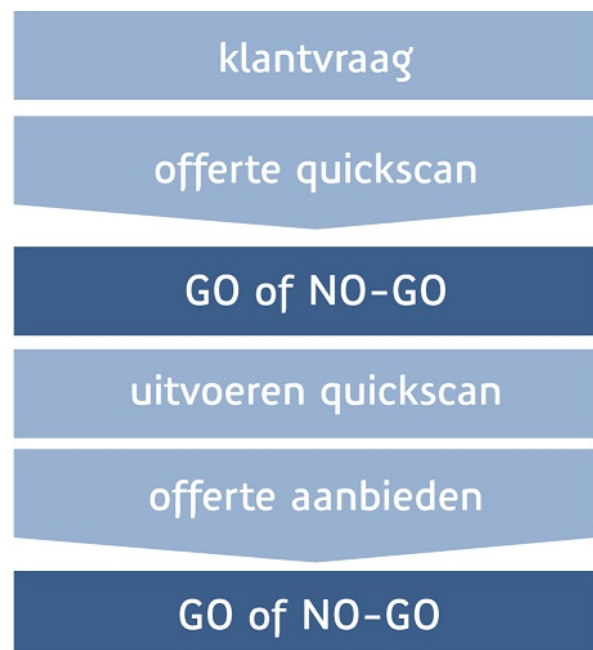 klantvraag
offerte quickscan
GO of NO-GO
uitvoeren quickscan
offerte aanbieden
GO of NO-GO